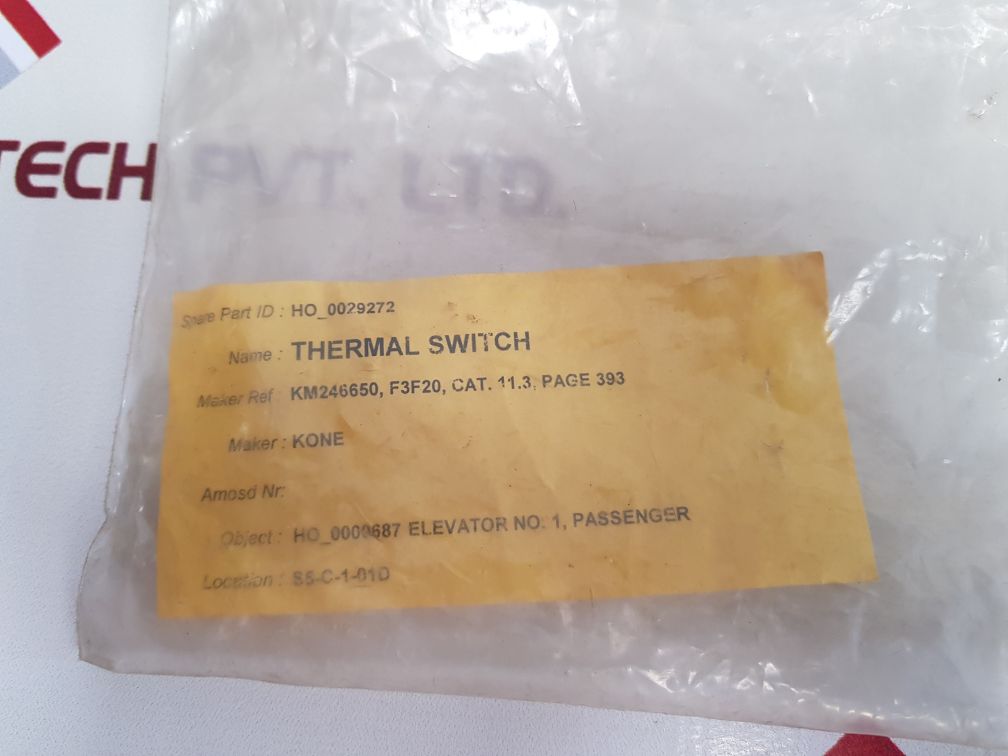 TECH PVT. LTD.
Spare Part ID : HO_0029272
Name : THERMAL SWITCH
Maker Ref : KM246650, F3F20, CAT. 11.3, PAGE 393
Maker : KONE
Amosd Nr:
Object : HO_0000687 ELEVATOR NO. 1, PASSENGER
Location : S5-C-1-01D